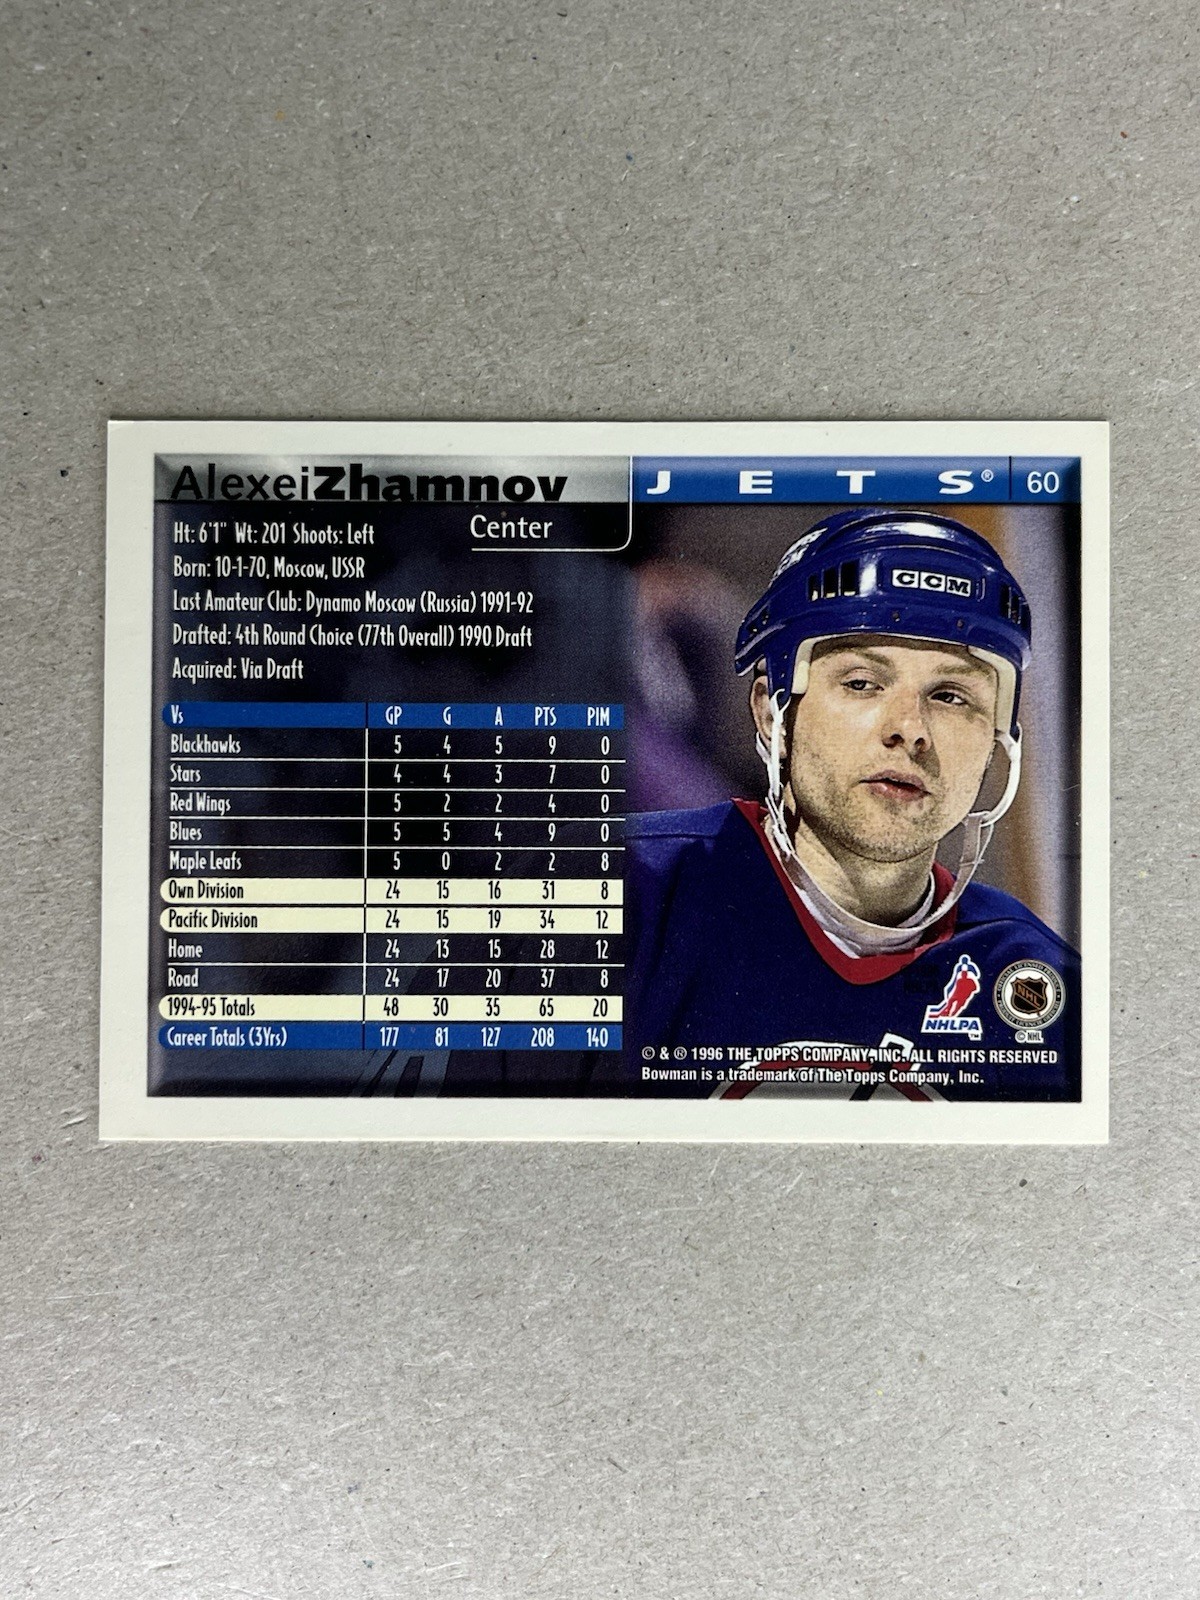 AlexeiZhamnov JETS® 60
Center
Ht: 6'1" Wt: 201 Shoots: Left
Born: 10-1-70, Moscow, USSR
Last Amateur Club: Dynamo Moscow (Russia) 1991-92
Drafted: 4th Round Choice (77th Overall) 1990 Draft
Acquired: Via Draft
Vs GP G A PTS PIM
Blackhawks 5 4 5 9 0
Stars 4 4 3 7 0
Red Wings 5 2 2 4 0
Blues 5 5 4 9 0
Maple Leafs 5 0 2 2 8
Own Division 24 15 16 31 8
Pacific Division 24 15 19 34 12
Home 24 13 15 28 12
Road 24 17 20 37 8
1994-95 Totals 48 30 35 65 20
Career Totals (3Yrs) 177 81 127 208 140
CCM
NHLPA™
NHL
© NHL
© & ® 1996 THE TOPPS COMPANY, INC. ALL RIGHTS RESERVED
Bowman is a trademark of The Topps Company, Inc.